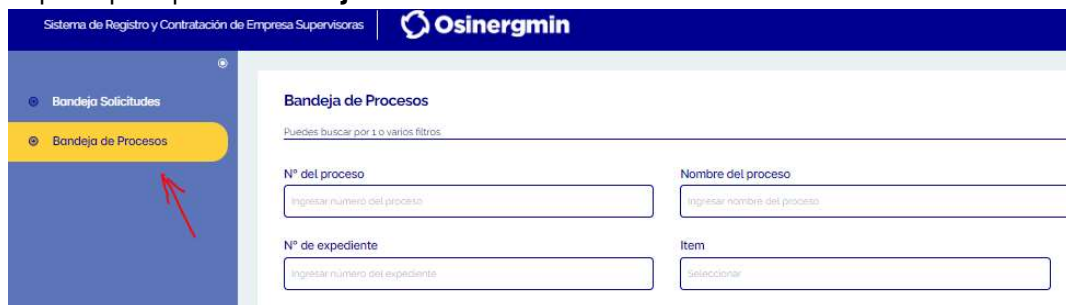 Sistema de Registro y Contratación de Empresa Supervisoras
Osinergmin
Bandeja Solicitudes
Bandeja de Procesos
Bandeja de Procesos
Puedes buscar por 1 o varios filtros.
N° del proceso
Ingresar número del proceso
Nombre del proceso
Ingresar nombre del proceso
N° de expediente
Ingresar número del expediente
Item
Seleccionar